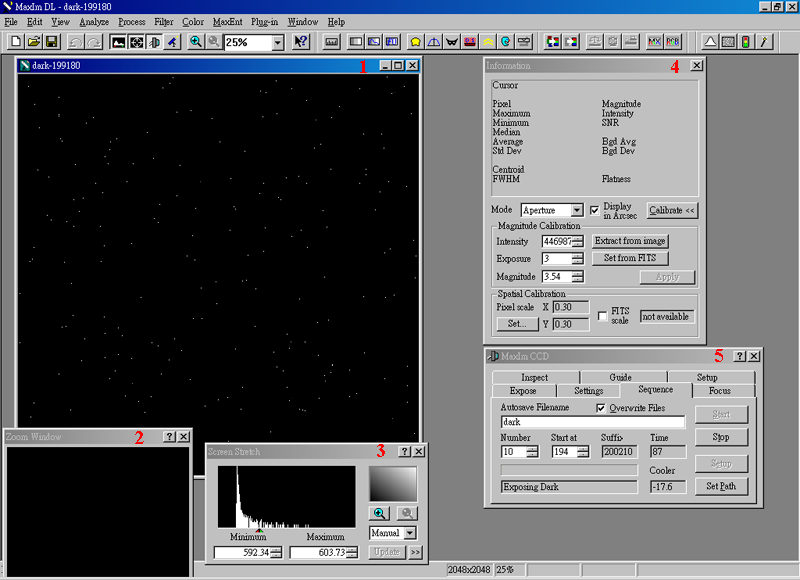 MaxIm DL - dark-199180
File Edit View Analyze Process Filter Color MaxEnt Plug-in Window Help
25%
dark-199180
1
Information
4
Cursor
Pixel Magnitude
Maximum Intensity
Minimum SNR
Median
Average Bgd Avg
Std Dev Bgd Dev
Centroid
FWHM Flatness
Mode Aperture Display in Arcsec Calibrate <<
Magnitude Calibration
Intensity 446987 Extract from image
Exposure 3 Set from FITS
Magnitude 3.54 Apply
Spatial Calibration
Pixel scale X 0.30 FITS scale not available
Set... Y 0.30
MaxIm CCD
5
Inspect Guide Setup
Expose Settings Sequence Focus
Autosave Filename Overwrite Files Start
dark
Number Start at Suffix Time Stop
10 194 200210 87
Cooler Setup
Exposing Dark -17.6 Set Path
Zoom Window
2
Screen Stretch
3
Manual
Minimum Maximum
592.34 603.73 Update >>
2048x2048 25%